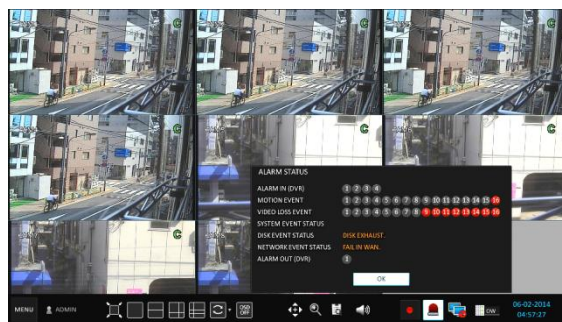 ALARM STATUS
ALARM IN (DVR) 1 2 3 4
MOTION EVENT 1 2 3 4 5 6 7 8 9 10 11 12 13 14 15 16
VIDEO LOSS EVENT 1 2 3 4 5 6 7 8 9 10 11 12 13 14 15 16
SYSTEM EVENT STATUS
DISK EVENT STATUS DISK EXHAUST.
NETWORK EVENT STATUS FAIL IN WAN.
ALARM OUT (DVR) 1
OK
MENU ADMIN OSD OFF OW 06-02-2014
04:57:27